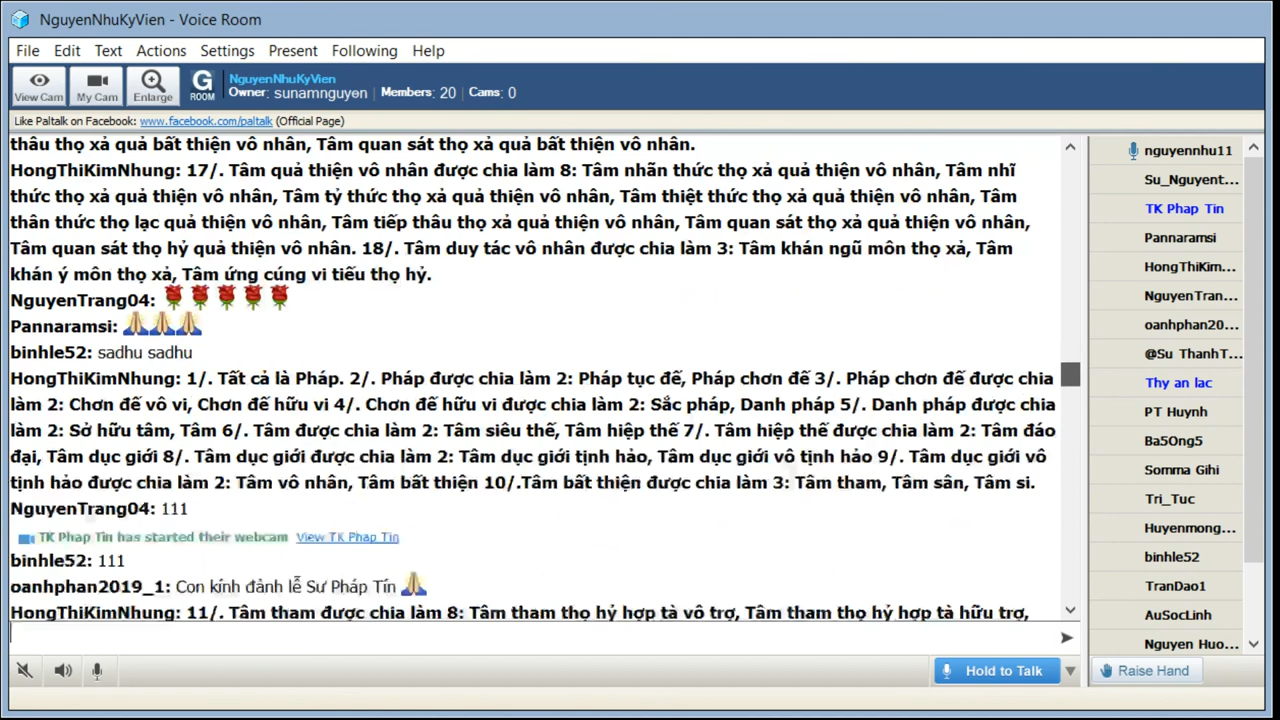 NguyenNhuKyVien - Voice Room
File Edit Text Actions Settings Present Following Help
View Cam My Cam Enlarge G ROOM
NguyenNhuKyVien
Owner: sunamnguyen | Members: 20 | Cams: 0
Like Paltalk on Facebook: www.facebook.com/paltalk (Official Page)
thâu thọ xả quả bất thiện vô nhân, Tâm quan sát thọ xả quả bất thiện vô nhân.
HongThiKimNhung: 17/. Tâm quả thiện vô nhân được chia làm 8: Tâm nhãn thức thọ xả quả thiện vô nhân, Tâm nhĩ
thức thọ xả quả thiện vô nhân, Tâm tỷ thức thọ xả quả thiện vô nhân, Tâm thiệt thức thọ xả quả thiện vô nhân, Tâm
thân thức thọ lạc quả thiện vô nhân, Tâm tiếp thâu thọ xả quả thiện vô nhân, Tâm quan sát thọ xả quả thiện vô nhân,
Tâm quan sát thọ hỷ quả thiện vô nhân. 18/. Tâm duy tác vô nhân được chia làm 3: Tâm khán ngũ môn thọ xả, Tâm
khán ý môn thọ xả, Tâm ứng cúng vi tiếu thọ hỷ.
NguyenTrang04:
Pannaramsi:
binhle52: sadhu sadhu
HongThiKimNhung: 1/. Tất cả là Pháp. 2/. Pháp được chia làm 2: Pháp tục đế, Pháp chơn đế 3/. Pháp chơn đế được chia
làm 2: Chơn đế vô vi, Chơn đế hữu vi 4/. Chơn đế hữu vi được chia làm 2: Sắc pháp, Danh pháp 5/. Danh pháp được chia
làm 2: Sở hữu tâm, Tâm 6/. Tâm được chia làm 2: Tâm siêu thế, Tâm hiệp thế 7/. Tâm hiệp thế được chia làm 2: Tâm đáo
đại, Tâm dục giới 8/. Tâm dục giới được chia làm 2: Tâm dục giới tịnh hảo, Tâm dục giới vô tịnh hảo 9/. Tâm dục giới vô
tịnh hảo được chia làm 2: Tâm vô nhân, Tâm bất thiện 10/.Tâm bất thiện được chia làm 3: Tâm tham, Tâm sân, Tâm si.
NguyenTrang04: 111
TK Phap Tin has started their webcam View TK Phap Tin
binhle52: 111
oanhphan2019_1: Con kính đảnh lễ Sư Pháp Tín
HongThiKimNhung: 11/. Tâm tham được chia làm 8: Tâm tham thọ hỷ hợp tà vô trợ, Tâm tham thọ hỷ hợp tà hữu trợ,
nguyennhu11
Su_Nguyent...
TK Phap Tin
Pannaramsi
HongThiKim...
NguyenTran...
oanhphan20...
@Su ThanhT...
Thy an lac
PT Huynh
Ba5Ong5
Somma Gihi
Tri_Tuc
Huyenmong...
binhle52
TranDao1
AuSocLinh
Nguyen Huo...
Hold to Talk
Raise Hand